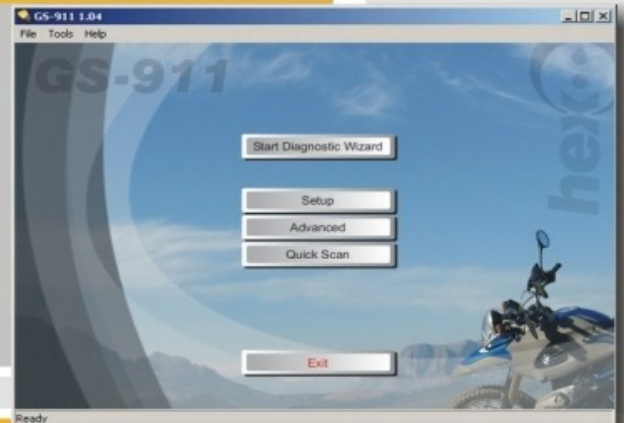 GS-911 1.04
File Tools Help
GS-911
hex
Start Diagnostic Wizard
Setup
Advanced
Quick Scan
Exit
Ready